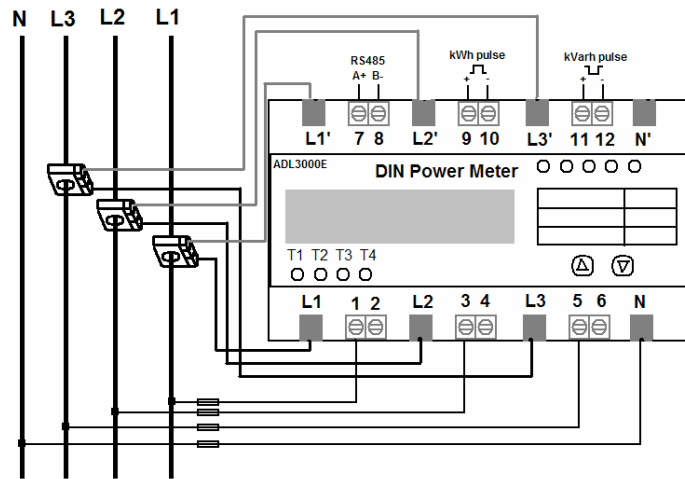 N L3 L2 L1
RS485
A+ B-
kWh pulse
+ -
kVarh pulse
+ -
L1' 7 8 L2' 9 10 L3' 11 12 N'
ADL3000E
DIN Power Meter
T1 T2 T3 T4
L1 1 2 L2 3 4 L3 5 6 N